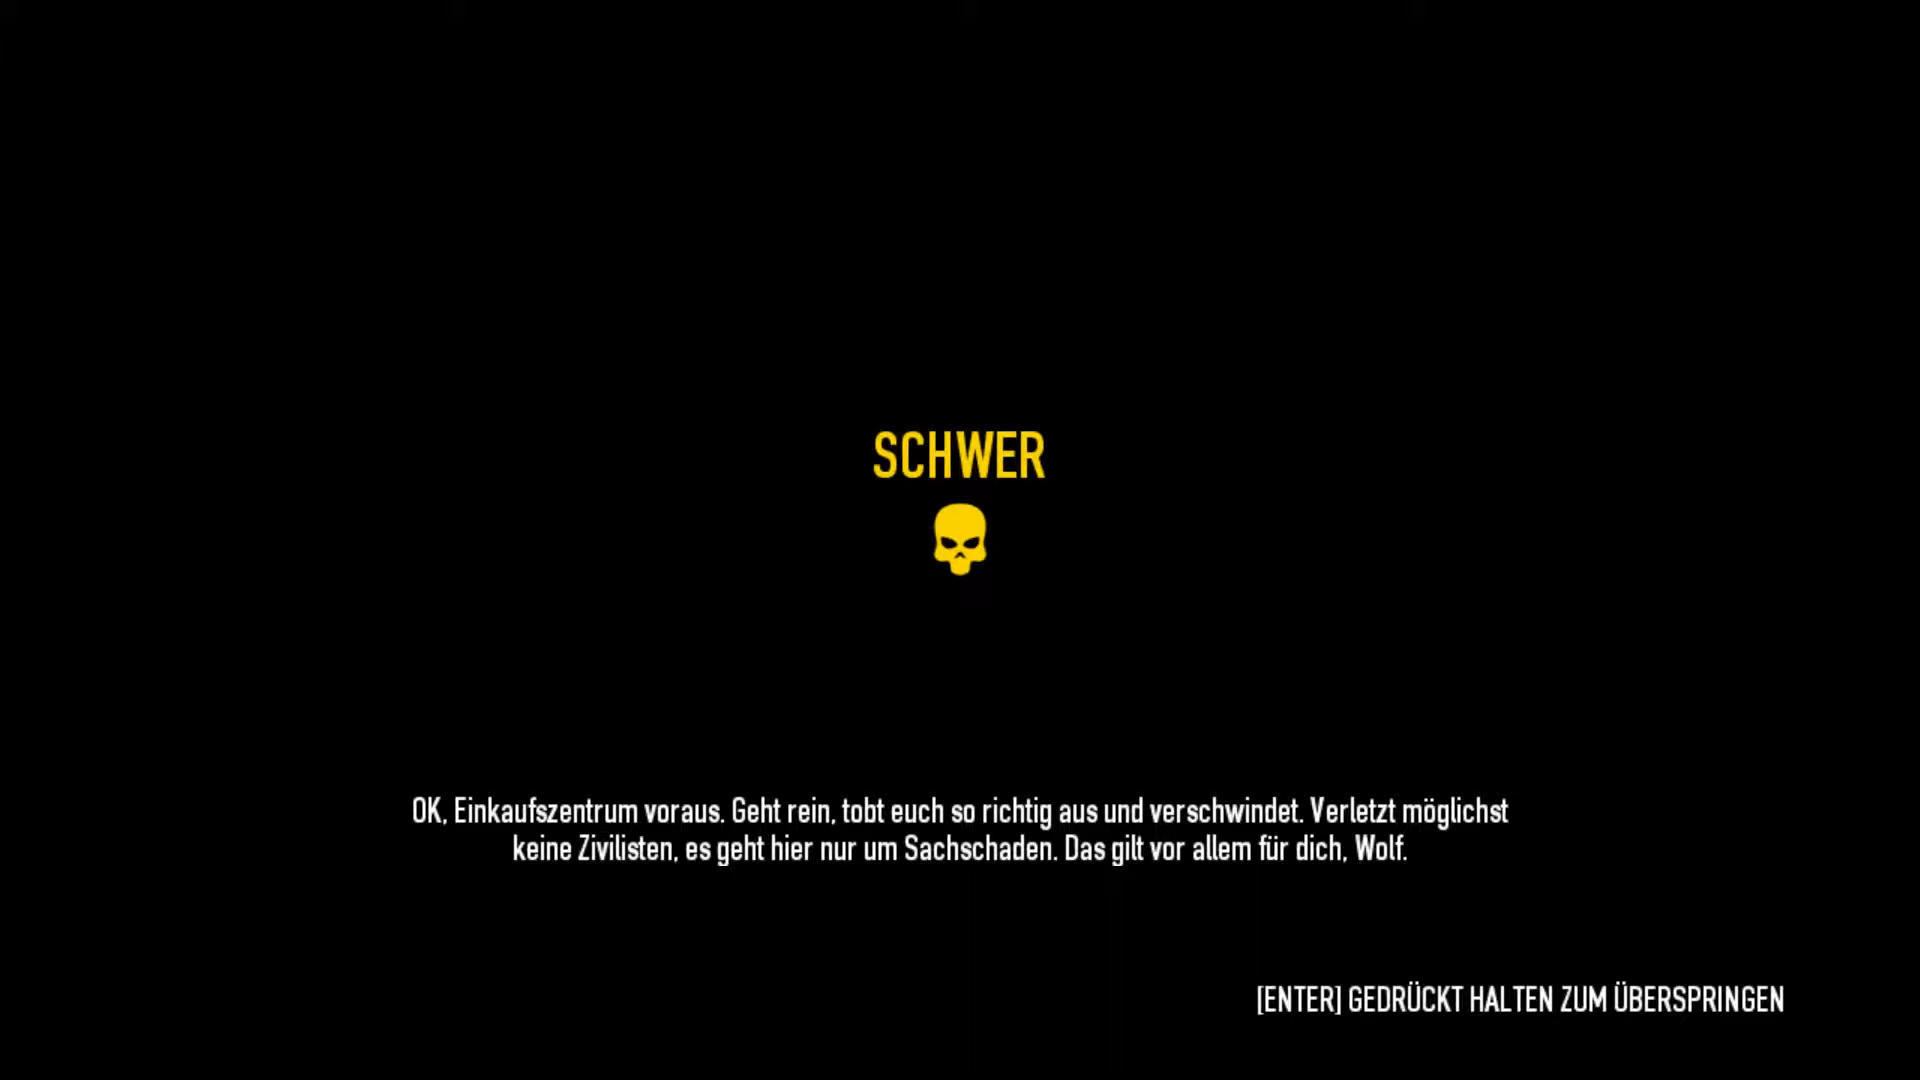 SCHWER
OK, Einkaufszentrum voraus. Geht rein, tobt euch so richtig aus und verschwindet. Verletzt möglichst
keine Zivilisten, es geht hier nur um Sachschaden. Das gilt vor allem für dich, Wolf.
[ENTER] GEDRÜCKT HALTEN ZUM ÜBERSPRINGEN